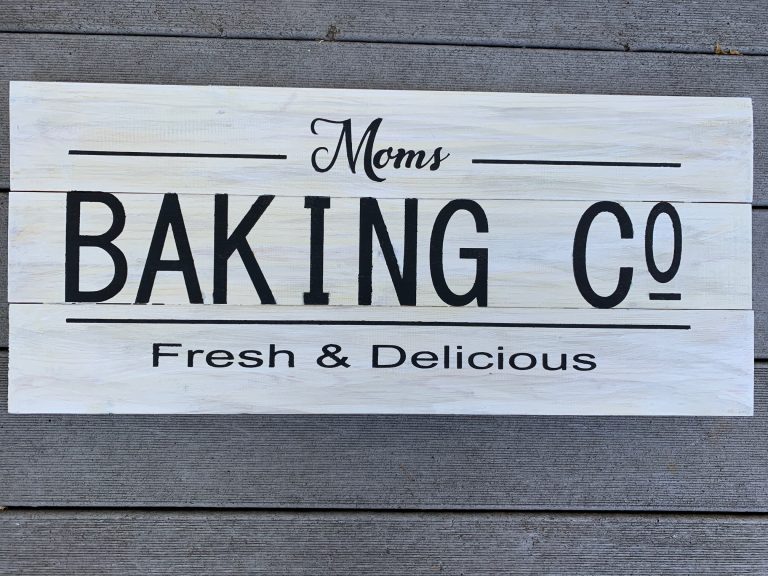 Moms
BAKING Co
Fresh & Delicious